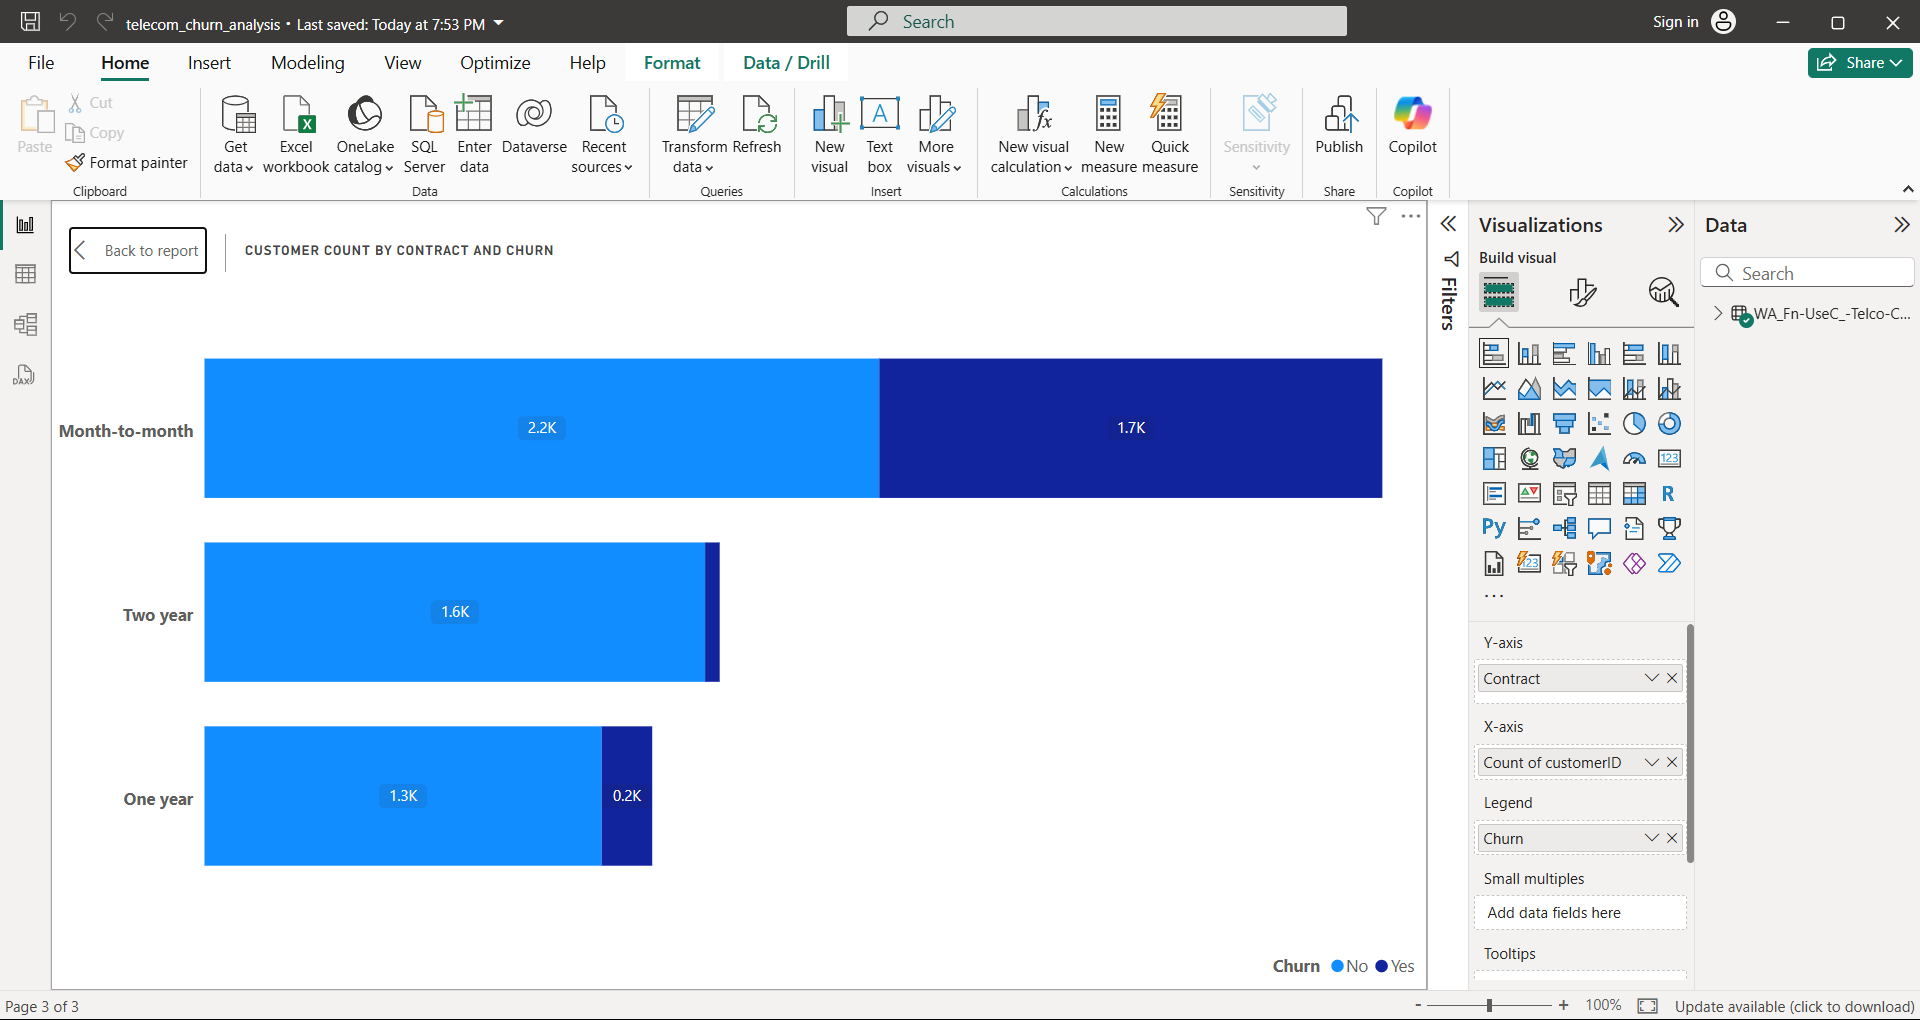 telecom_churn_analysis • Last saved: Today at 7:53 PM
Search
Sign in
File Home Insert Modeling View Optimize Help Format Data / Drill
Share
Paste
Cut
Copy
Format painter
Clipboard
Get data
Excel workbook
OneLake catalog
SQL Server
Enter data
Dataverse
Recent sources
Data
Transform data
Refresh
Queries
New visual
Text box
More visuals
Insert
New visual calculation
New measure
Quick measure
Calculations
Sensitivity
Sensitivity
Publish
Share
Copilot
Copilot
Back to report
CUSTOMER COUNT BY CONTRACT AND CHURN
Month-to-month
2.2K
1.7K
Two year
1.6K
One year
1.3K
0.2K
Churn No Yes
Filters
Visualizations
Build visual
123
R
Py
123
Y-axis
Contract
X-axis
Count of customerID
Legend
Churn
Small multiples
Add data fields here
Tooltips
Data
Search
WA_Fn-UseC_-Telco-C...
DAX
Page 3 of 3
- + 100%
Update available (click to download)